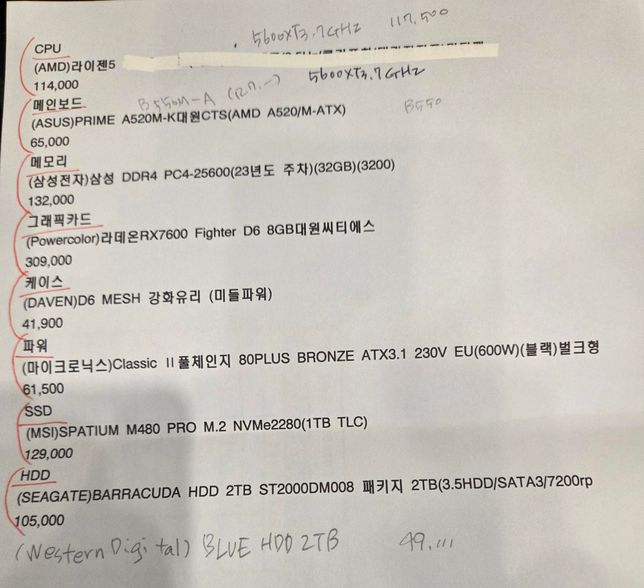 5600XT3.7GHz 117,500
CPU
(AMD)라이젠5
114,000 5600XT3.7GHz
메인보드 B550M-A (127.-) B550
(ASUS)PRIME A520M-K대원CTS(AMD A520/M-ATX)
65,000
메모리
(삼성전자)삼성 DDR4 PC4-25600(23년도 주차)(32GB)(3200)
132,000
그래픽카드
(Powercolor)라데온RX7600 Fighter D6 8GB대원씨티에스
309,000
케이스
(DAVEN)D6 MESH 강화유리 (미들파워)
41,900
파워
(마이크로닉스)Classic II풀체인지 80PLUS BRONZE ATX3.1 230V EU(600W)(블랙)벌크형
61,500
SSD
(MSI)SPATIUM M480 PRO M.2 NVMe2280(1TB TLC)
129,000
HDD
(SEAGATE)BARRACUDA HDD 2TB ST2000DM008 패키지 2TB(3.5HDD/SATA3/7200rp
105,000
(Western Digital) BLUE HDD 2TB